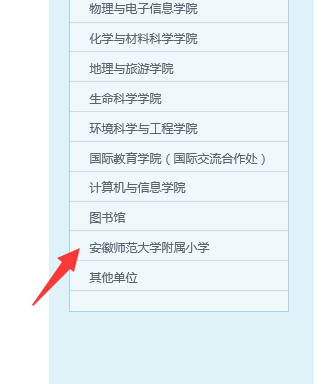 物理与电子信息学院
化学与材料科学学院
地理与旅游学院
生命科学学院
环境科学与工程学院
国际教育学院（国际交流合作处）
计算机与信息学院
图书馆
安徽师范大学附属小学
其他单位